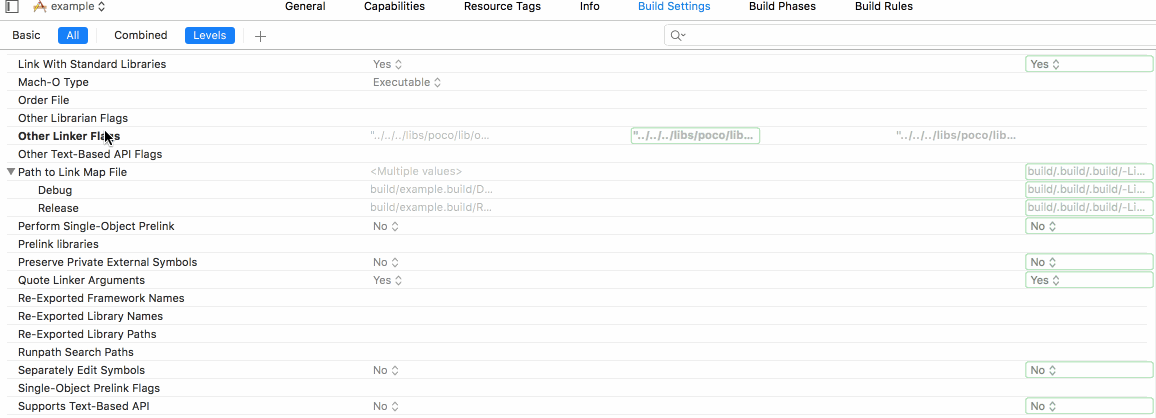 example General Capabilities Resource Tags Info Build Settings Build Phases Build Rules
Basic All Combined Levels +
Link With Standard Libraries Yes Yes
Mach-O Type Executable
Order File
Other Librarian Flags
Other Linker Flags "../../../libs/poco/lib/o... "../../../libs/poco/lib... "../../../libs/poco/lib...
Other Text-Based API Flags
Path to Link Map File <Multiple values> build/.build/.build/-Li...
Debug build/example.build/D... build/.build/.build/-Li...
Release build/example.build/R... build/.build/.build/-Li...
Perform Single-Object Prelink No No
Prelink libraries
Preserve Private External Symbols No No
Quote Linker Arguments Yes Yes
Re-Exported Framework Names
Re-Exported Library Names
Re-Exported Library Paths
Runpath Search Paths
Separately Edit Symbols No No
Single-Object Prelink Flags
Supports Text-Based API No No